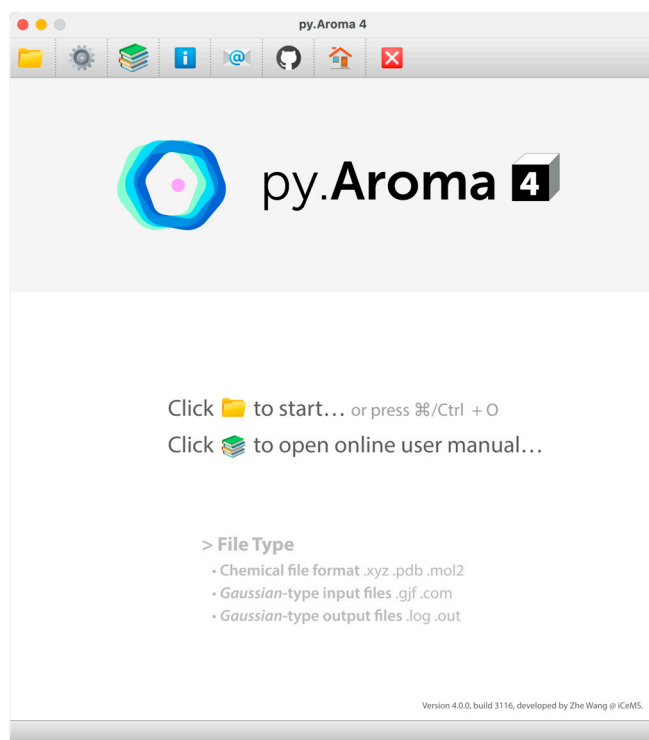 py.Aroma 4
py.Aroma 4
Click 📁 to start... or press ⌘/Ctrl + O
Click 📚 to open online user manual...
> File Type
• Chemical file format .xyz .pdb .mol2
• Gaussian-type input files .gjf .com
• Gaussian-type output files .log .out
Version 4.0.0, build 3116, developed by Zhe Wang @ iCeMS.